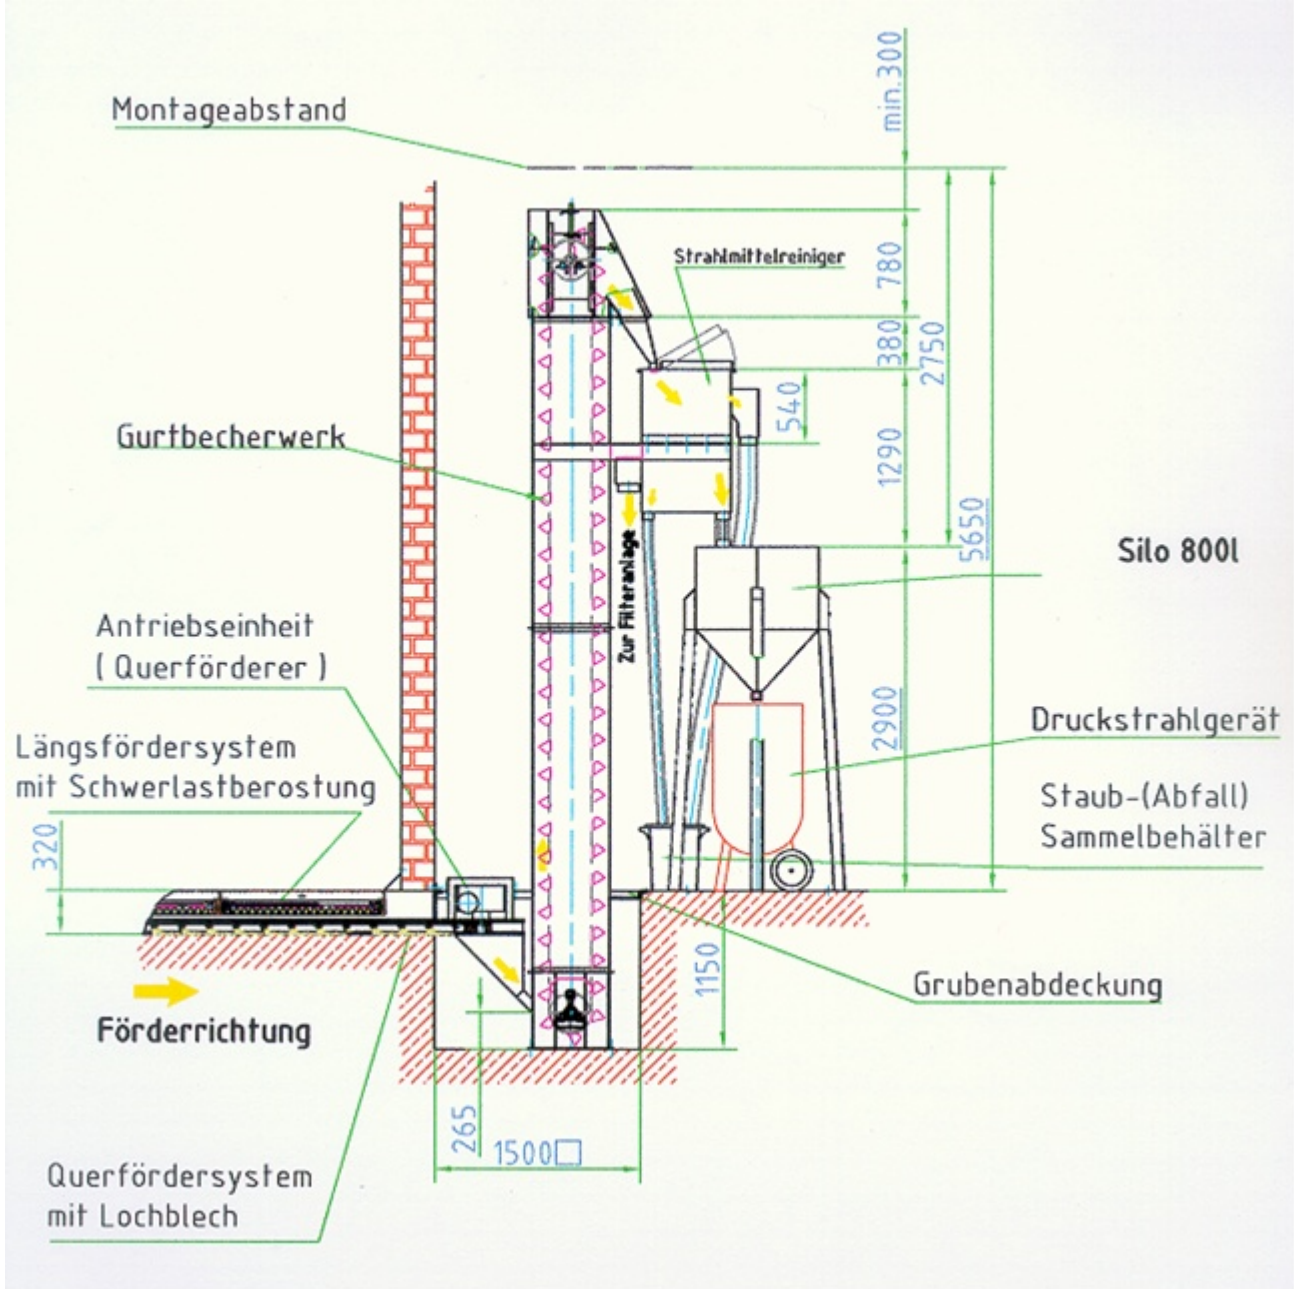 min.300
Montageabstand
Strahlmittelreiniger
780
380
2750
540
Gurtbecherwerk
1290
5650
Silo 800l
Zur Filteranlage
Antriebseinheit
( Querförderer )
2900
Druckstrahlgerät
Längsfördersystem
mit Schwerlastberostung
Staub-(Abfall)
Sammelbehälter
320
1150
Grubenabdeckung
Förderrichtung
265
1500□
Querfördersystem
mit Lochblech